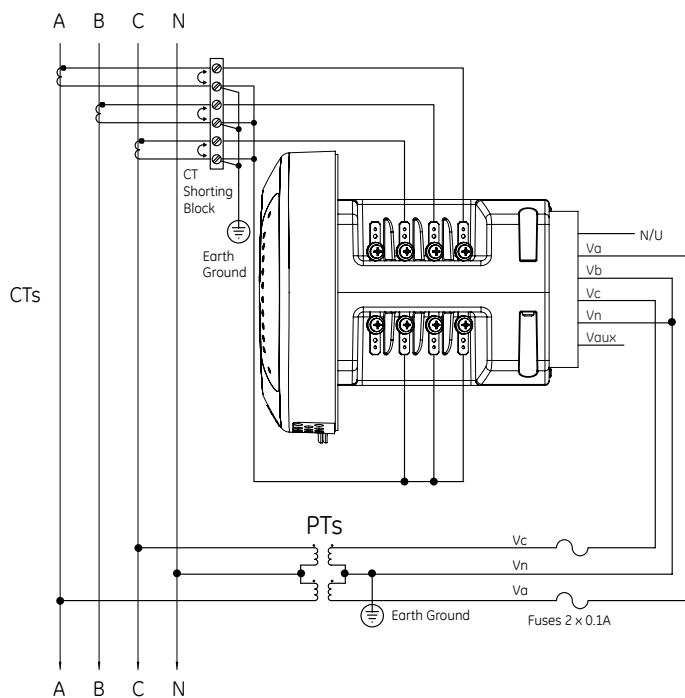 A B C N
CT
Shorting
Block
Earth
Ground
N/U
Va
Vb
Vc
Vn
Vaux
CTs
PTs
Vc
Vn
Va
Earth Ground
Fuses 2 x 0.1A
A B C N